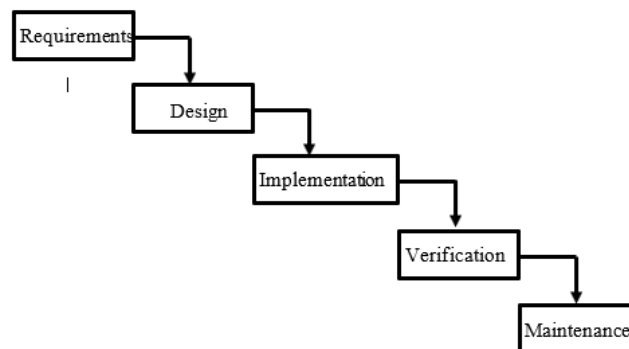 Requirements
Design
Implementation
Verification
Maintenance